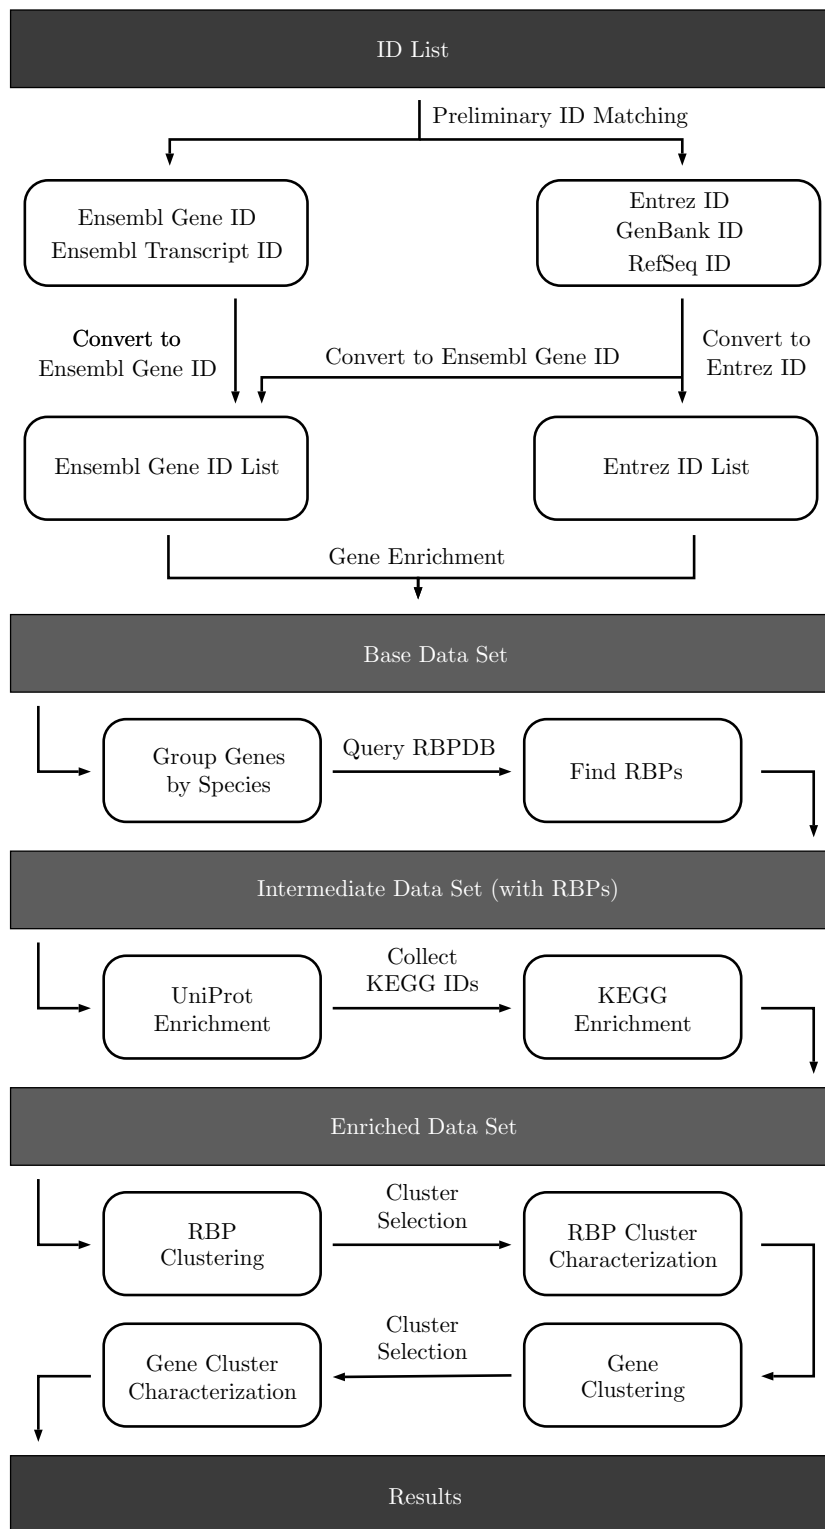 ID List
Preliminary ID Matching
Ensembl Gene ID
Ensembl Transcript ID
Entrez ID
GenBank ID
RefSeq ID
Convert to
Ensembl Gene ID
Convert to Ensembl Gene ID
Convert to
Entrez ID
Ensembl Gene ID List
Entrez ID List
Gene Enrichment
Base Data Set
Group Genes
by Species
Query RBPDB
Find RBPs
Intermediate Data Set (with RBPs)
UniProt
Enrichment
Collect
KEGG IDs
KEGG
Enrichment
Enriched Data Set
RBP
Clustering
Cluster
Selection
RBP Cluster
Characterization
Gene Cluster
Characterization
Cluster
Selection
Gene
Clustering
Results